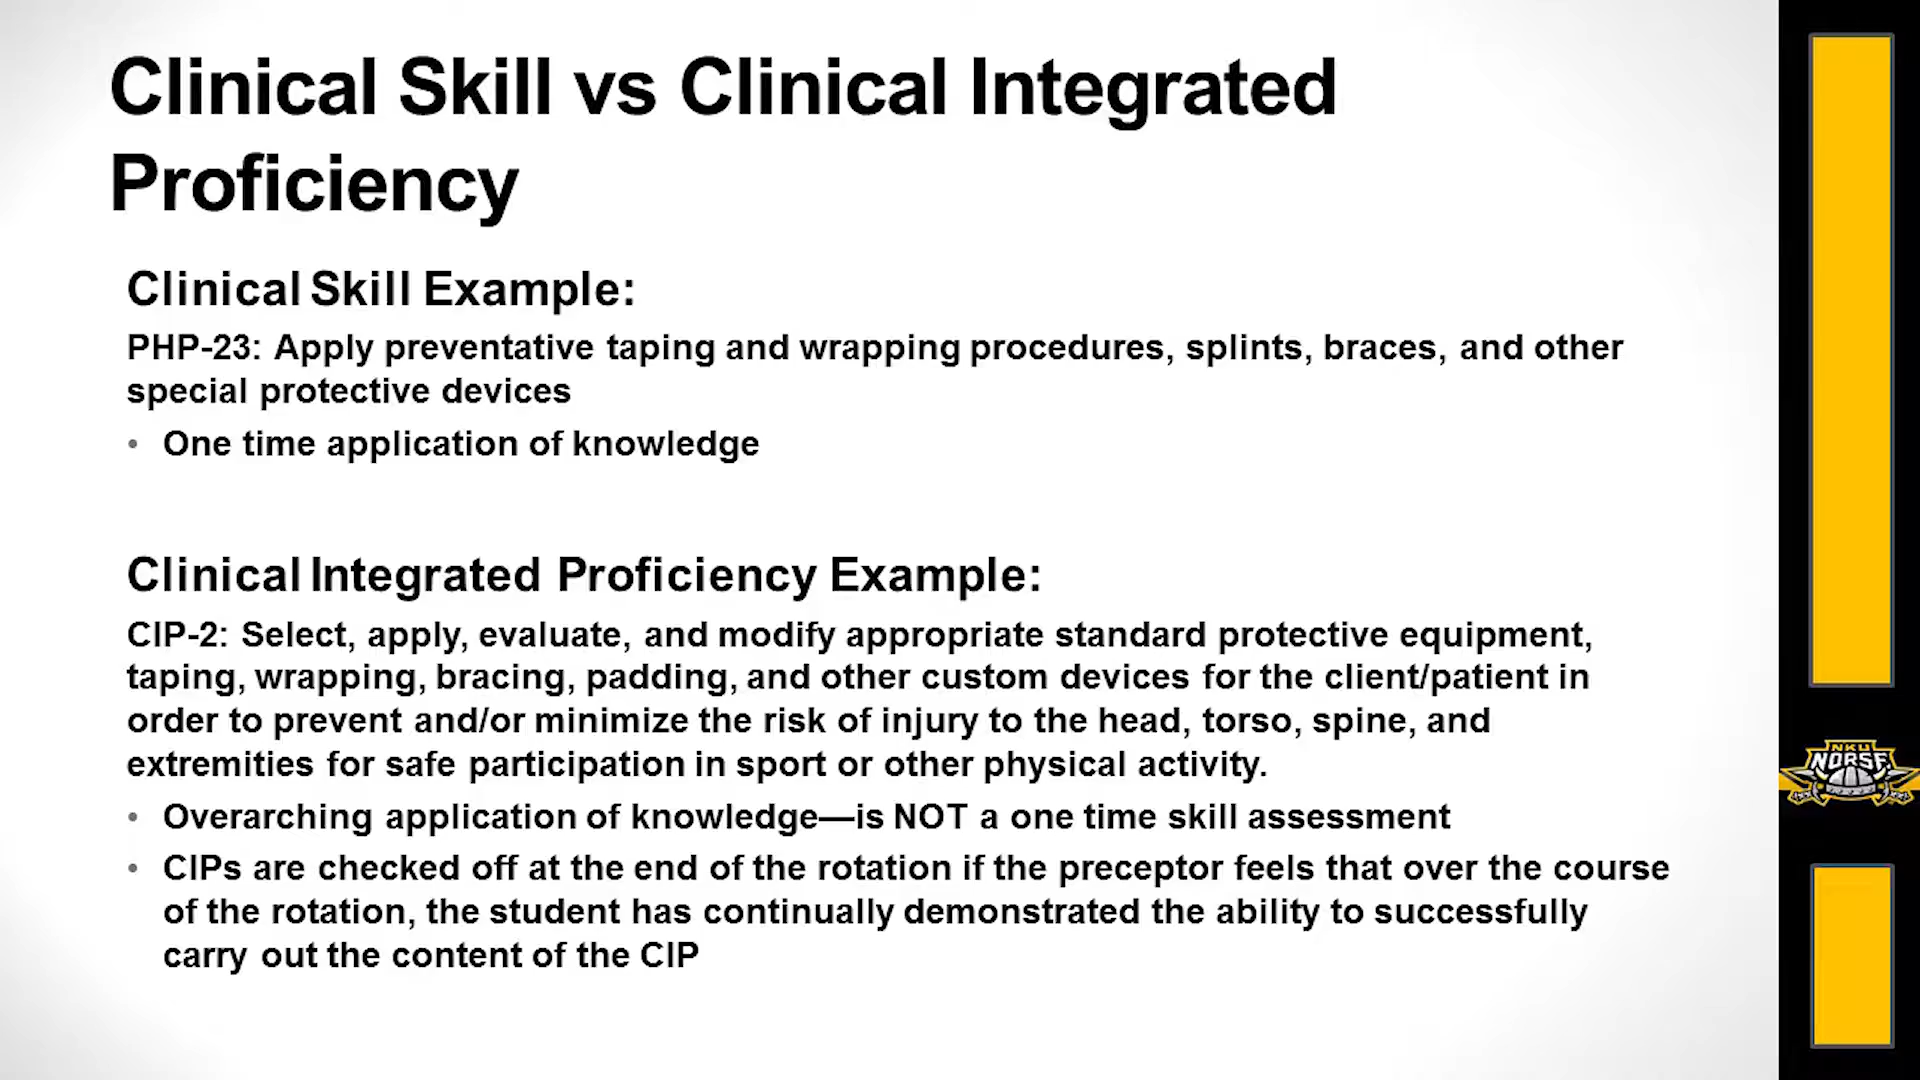 Clinical Skill vs Clinical Integrated
Proficiency
Clinical Skill Example:
PHP-23: Apply preventative taping and wrapping procedures, splints, braces, and other
special protective devices
• One time application of knowledge
Clinical Integrated Proficiency Example:
CIP-2: Select, apply, evaluate, and modify appropriate standard protective equipment,
taping, wrapping, bracing, padding, and other custom devices for the client/patient in
order to prevent and/or minimize the risk of injury to the head, torso, spine, and
extremities for safe participation in sport or other physical activity.
• Overarching application of knowledge—is NOT a one time skill assessment
• CIPs are checked off at the end of the rotation if the preceptor feels that over the course
of the rotation, the student has continually demonstrated the ability to successfully
carry out the content of the CIP
NKU
NORSE